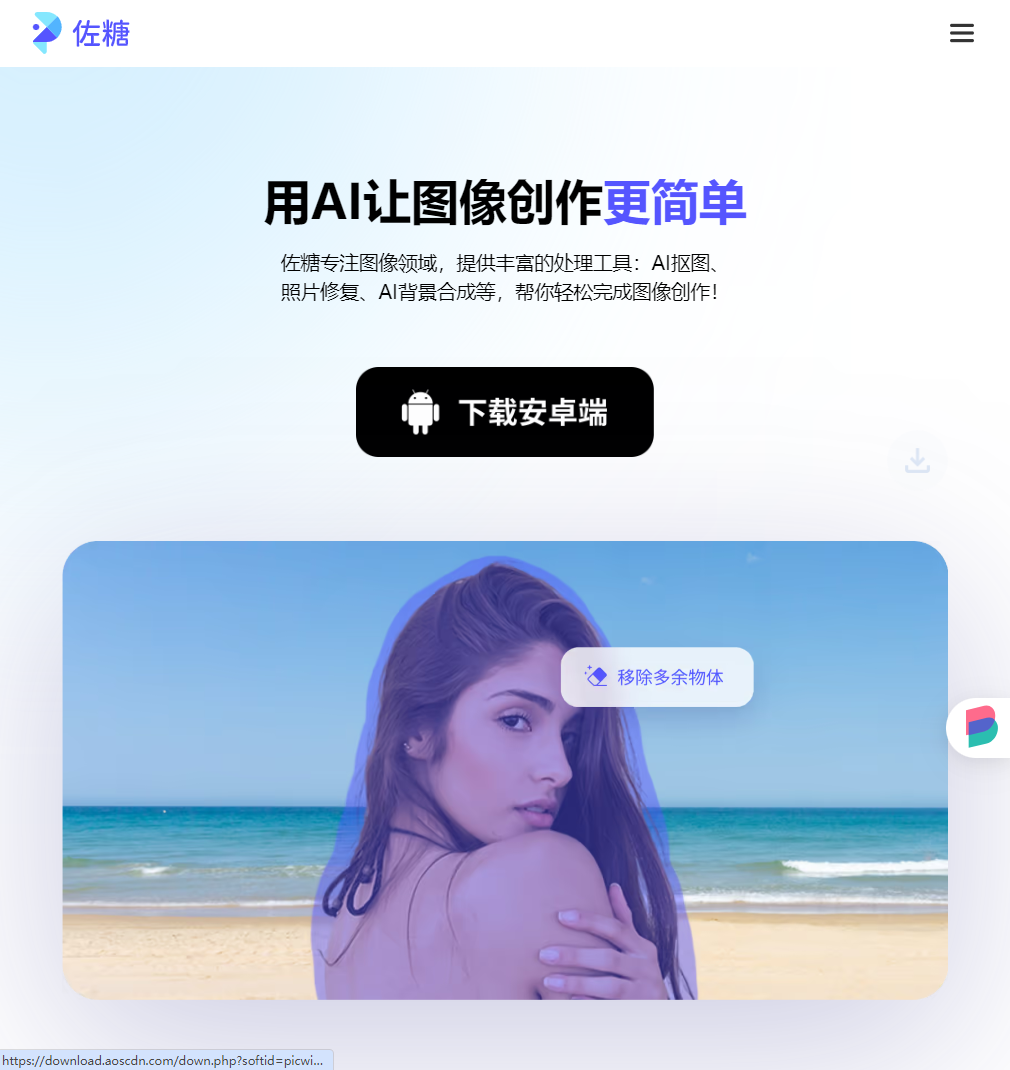 佐糖
用AI让图像创作更简单
佐糖专注图像领域，提供丰富的处理工具：AI抠图、
照片修复、AI背景合成等，帮你轻松完成图像创作！
下载安卓端
移除多余物体
https://download.aoscdn.com/down.php?softid=picwi...